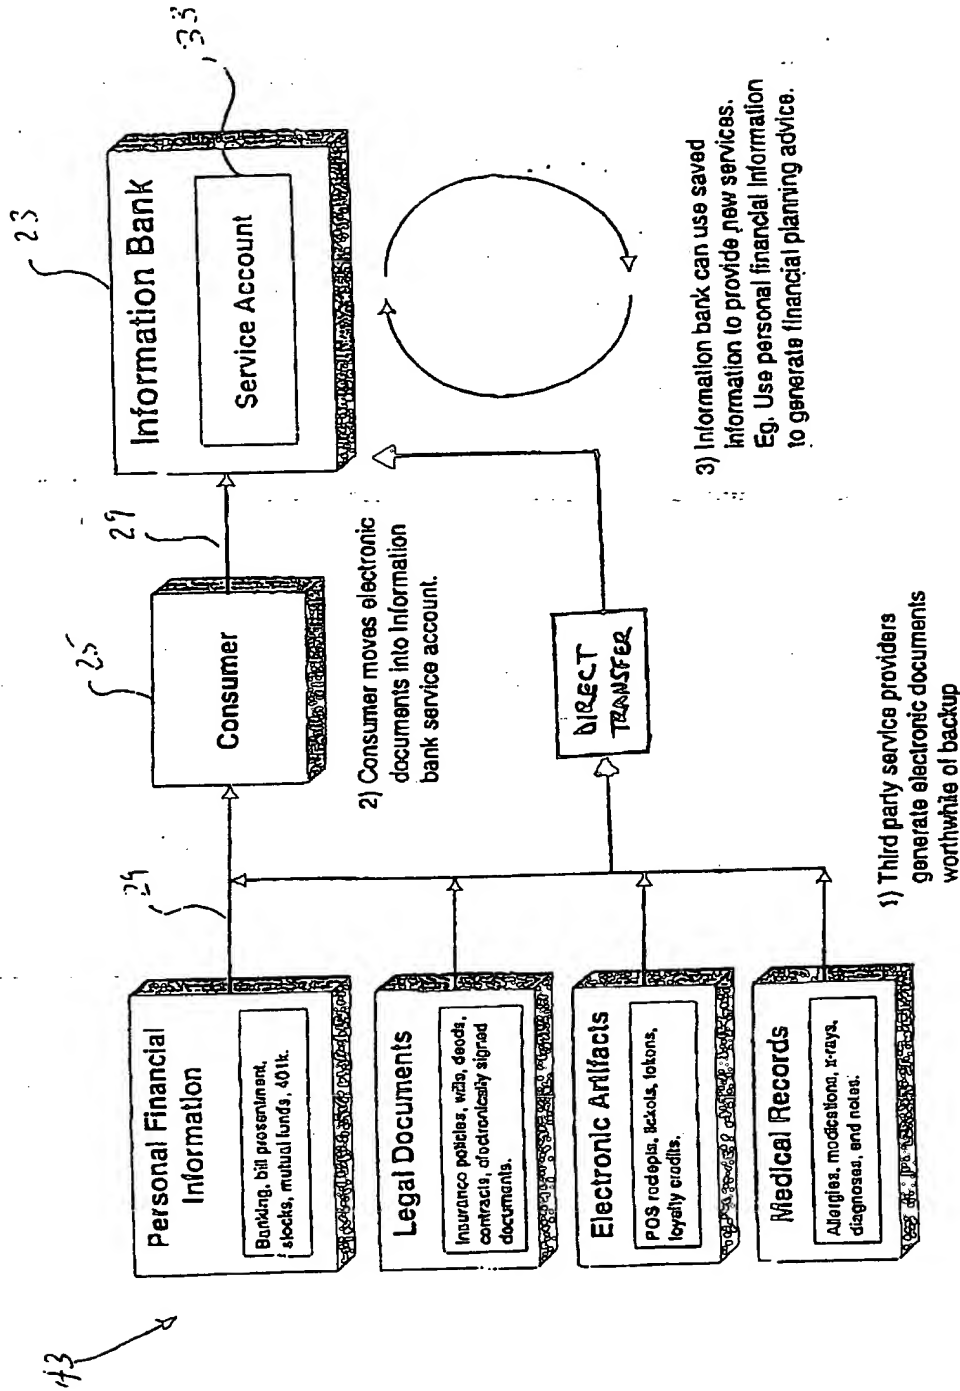 43
Personal Financial
Information
Banking, bill presentment,
stocks, mutual funds, 401k.
Legal Documents
Insurance policies, wills, deeds,
contracts, electronically signed
documents.
Electronic Artifacts
POS tickets, tokens,
loyalty credits.
Medical Records
Allergies, medications, x-rays,
diagnoses, and notes.
1) Third party service providers
generate electronic documents
worthwhile of backup
24
25
Consumer
2) Consumer moves electronic
documents into Information
bank service account.
DIRECT
TRANSFER
29
23
Information Bank
Service Account
33
3) Information bank can use saved
Information to provide new services.
Eg. Use personal financial Information
to generate financial planning advice.